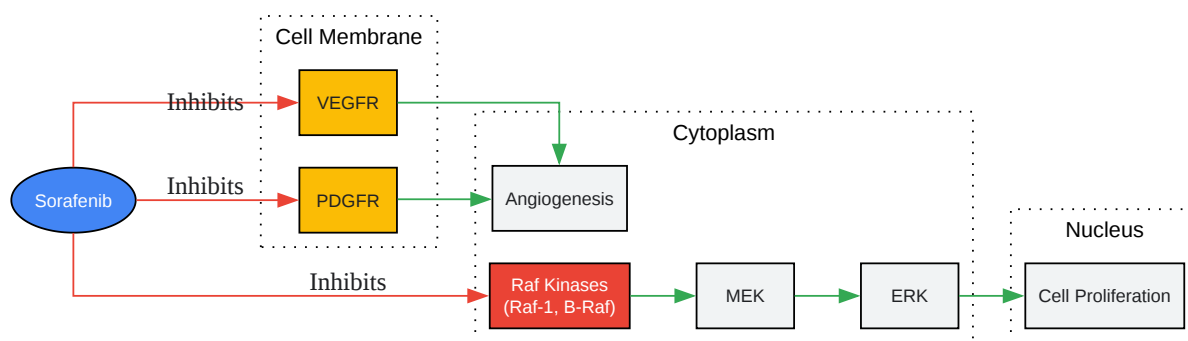 Cell Membrane
Inhibits
VEGFR
Cytoplasm
Inhibits
Sorafenib
PDGFR
Angiogenesis
Nucleus
Inhibits
Raf Kinases
(Raf-1, B-Raf)
MEK
ERK
Cell Proliferation